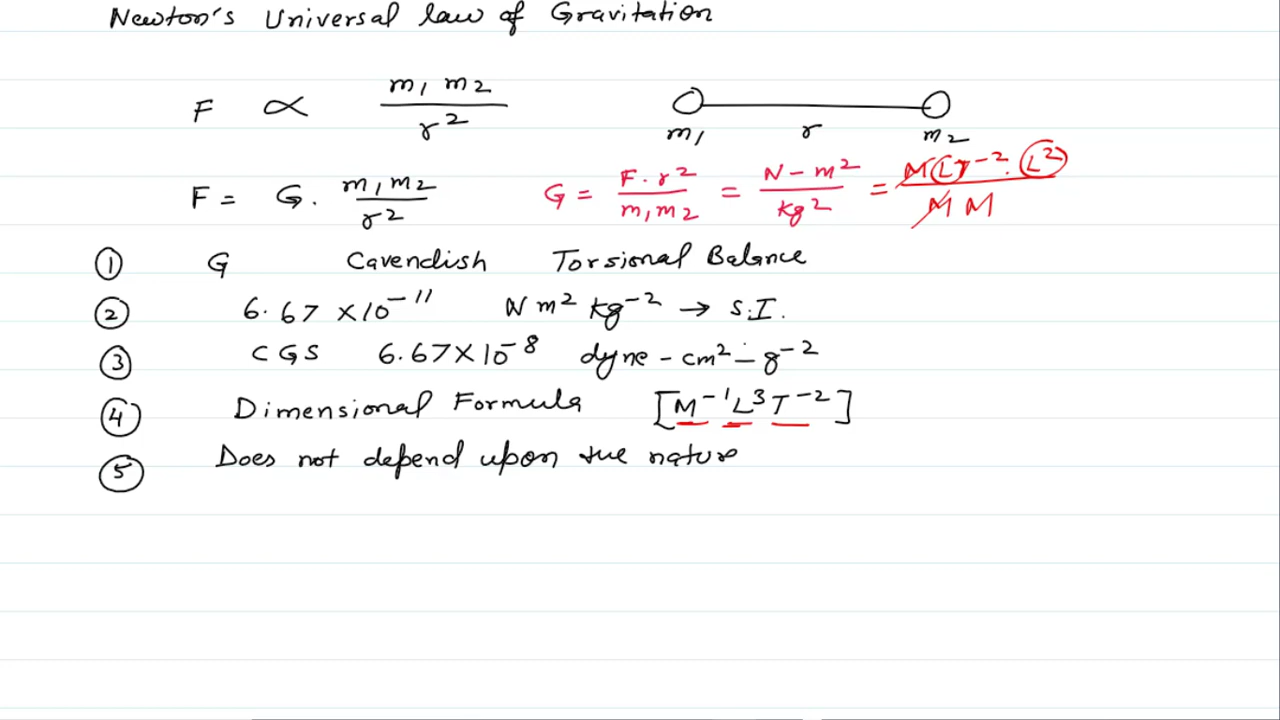 Newton's Universal law of Gravitation
F ∝ m₁ m₂ / r²
m₁ r m₂
F = G. m₁ m₂ / r²
G = F. r² / m₁ m₂ = N - m² / kg² = M L T⁻². L² / M M
① G Cavendish Torsional Balance
② 6.67 × 10⁻¹¹ N m² kg⁻² → S.I.
③ CGS 6.67 × 10⁻⁸ dyne - cm² - g⁻²
④ Dimensional Formula [M⁻¹ L³ T⁻²]
⑤ Does not depend upon the nature